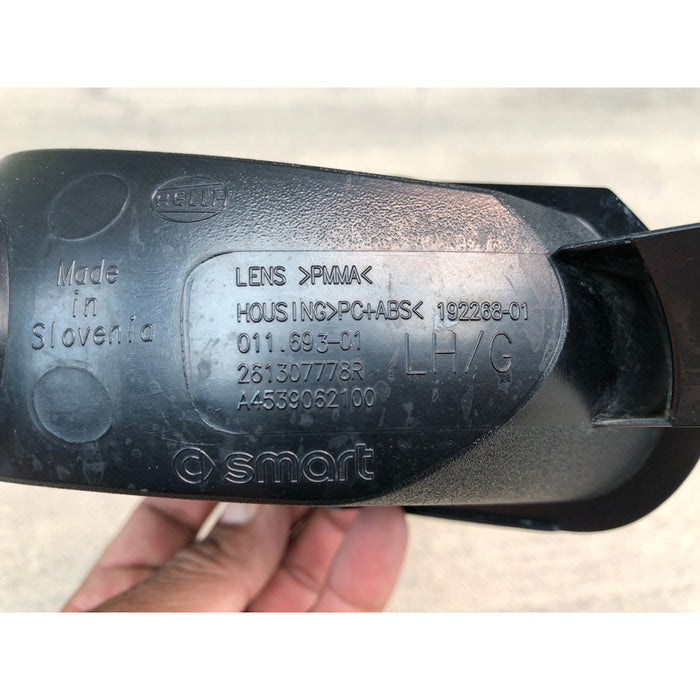 HELLA
Made
in
Slovenia
LENS >PMMA<
HOUSING>PC+ABS< 192268-01
011.693-01
261307778R
A4539062100
LH/G
smart